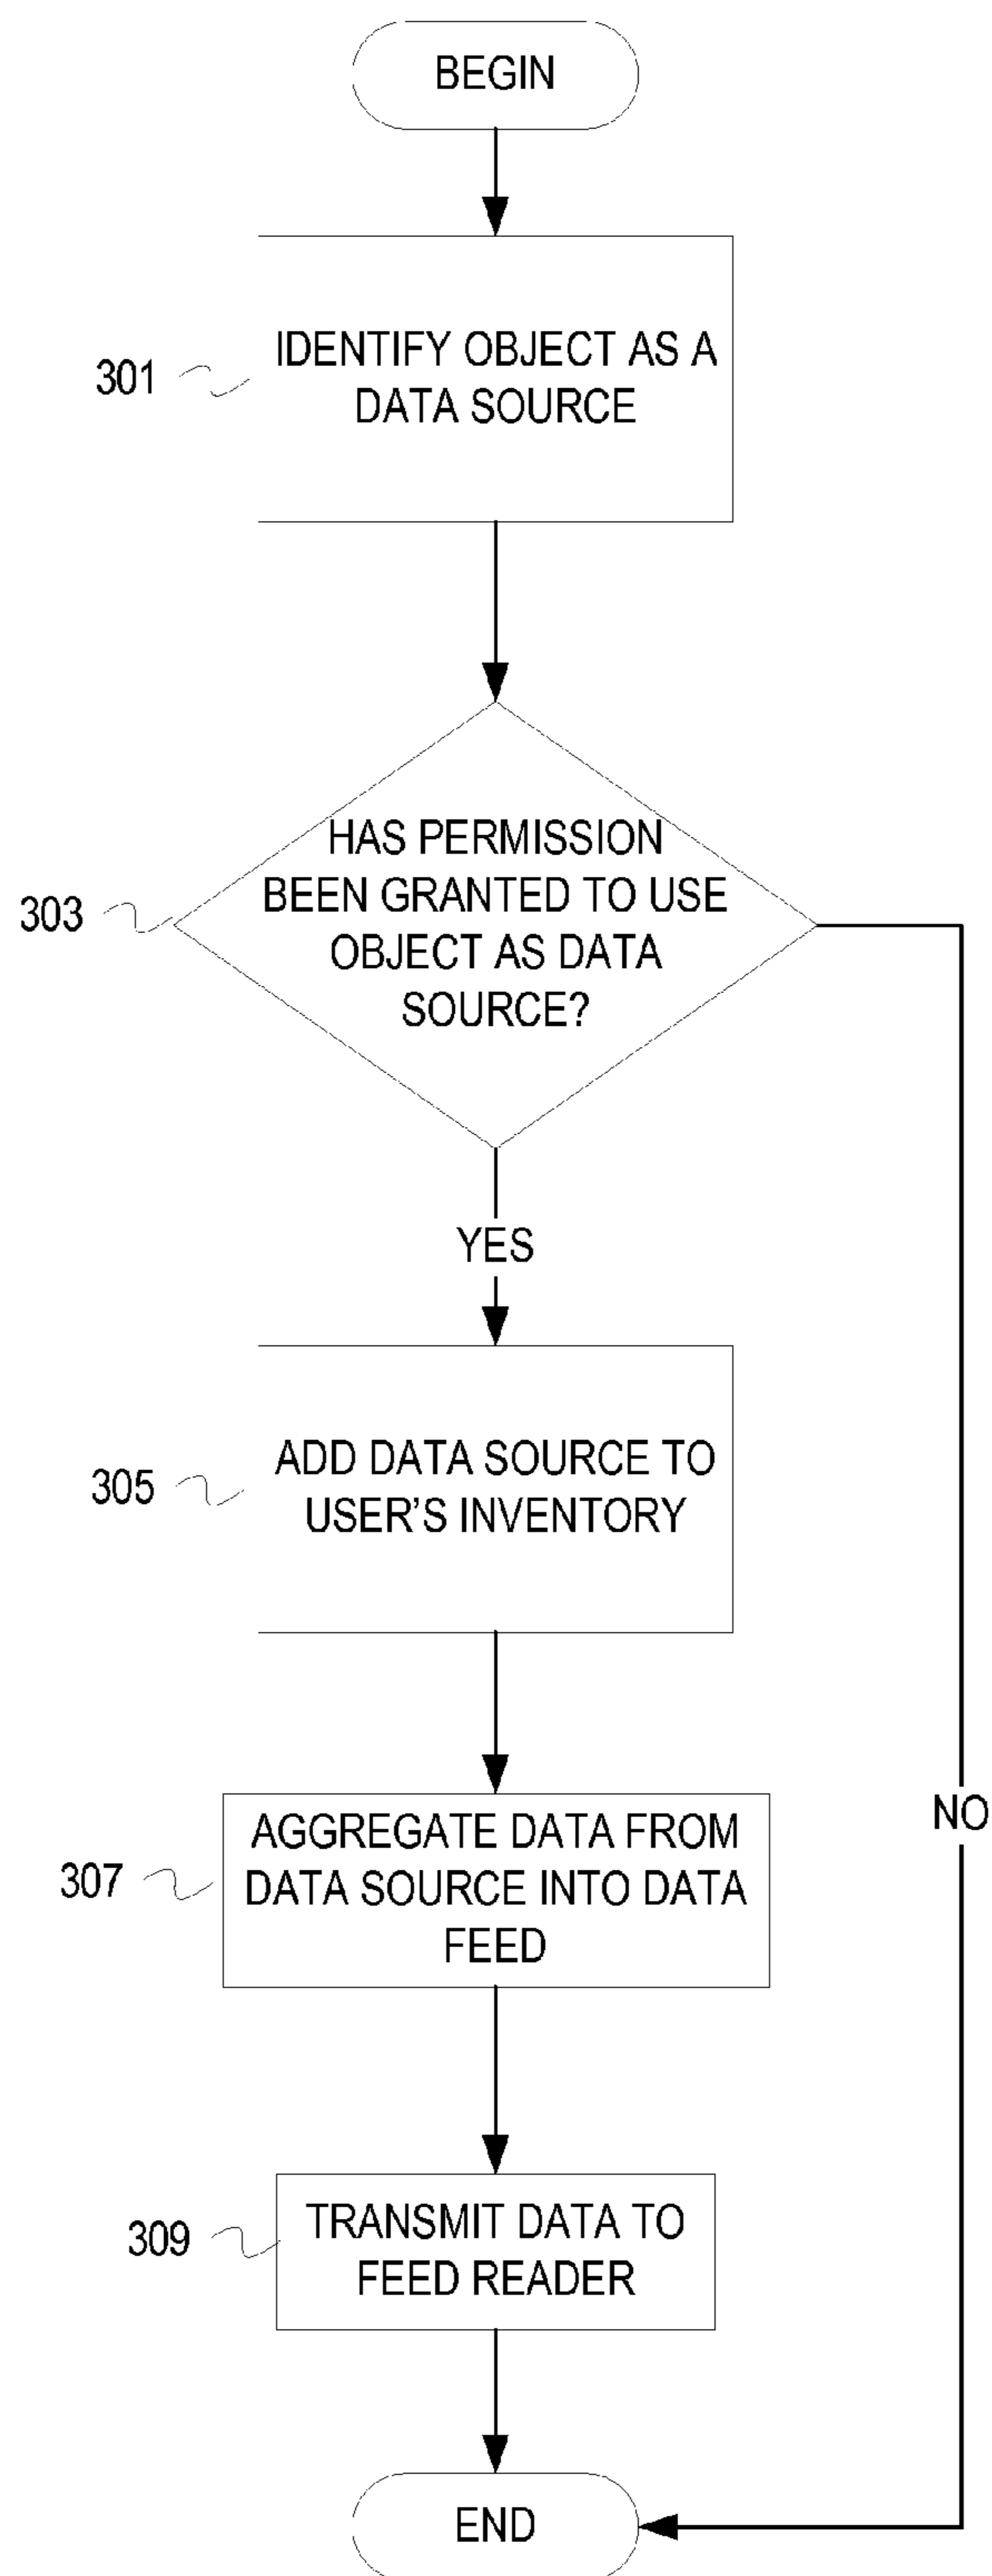 BEGIN
301
IDENTIFY OBJECT AS A
DATA SOURCE
303
HAS PERMISSION
BEEN GRANTED TO USE
OBJECT AS DATA
SOURCE?
YES
305
ADD DATA SOURCE TO
USER'S INVENTORY
307
AGGREGATE DATA FROM
DATA SOURCE INTO DATA
FEED
NO
309
TRANSMIT DATA TO
FEED READER
END